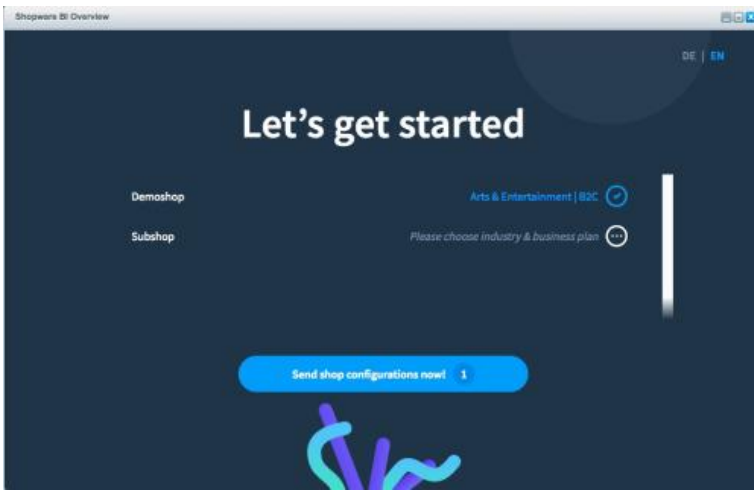 Shopware BI Overview
DE | EN
Let's get started
Demoshop
Arts & Entertainment | B2C
Subshop
Please choose industry & business plan
Send shop configurations now! 1